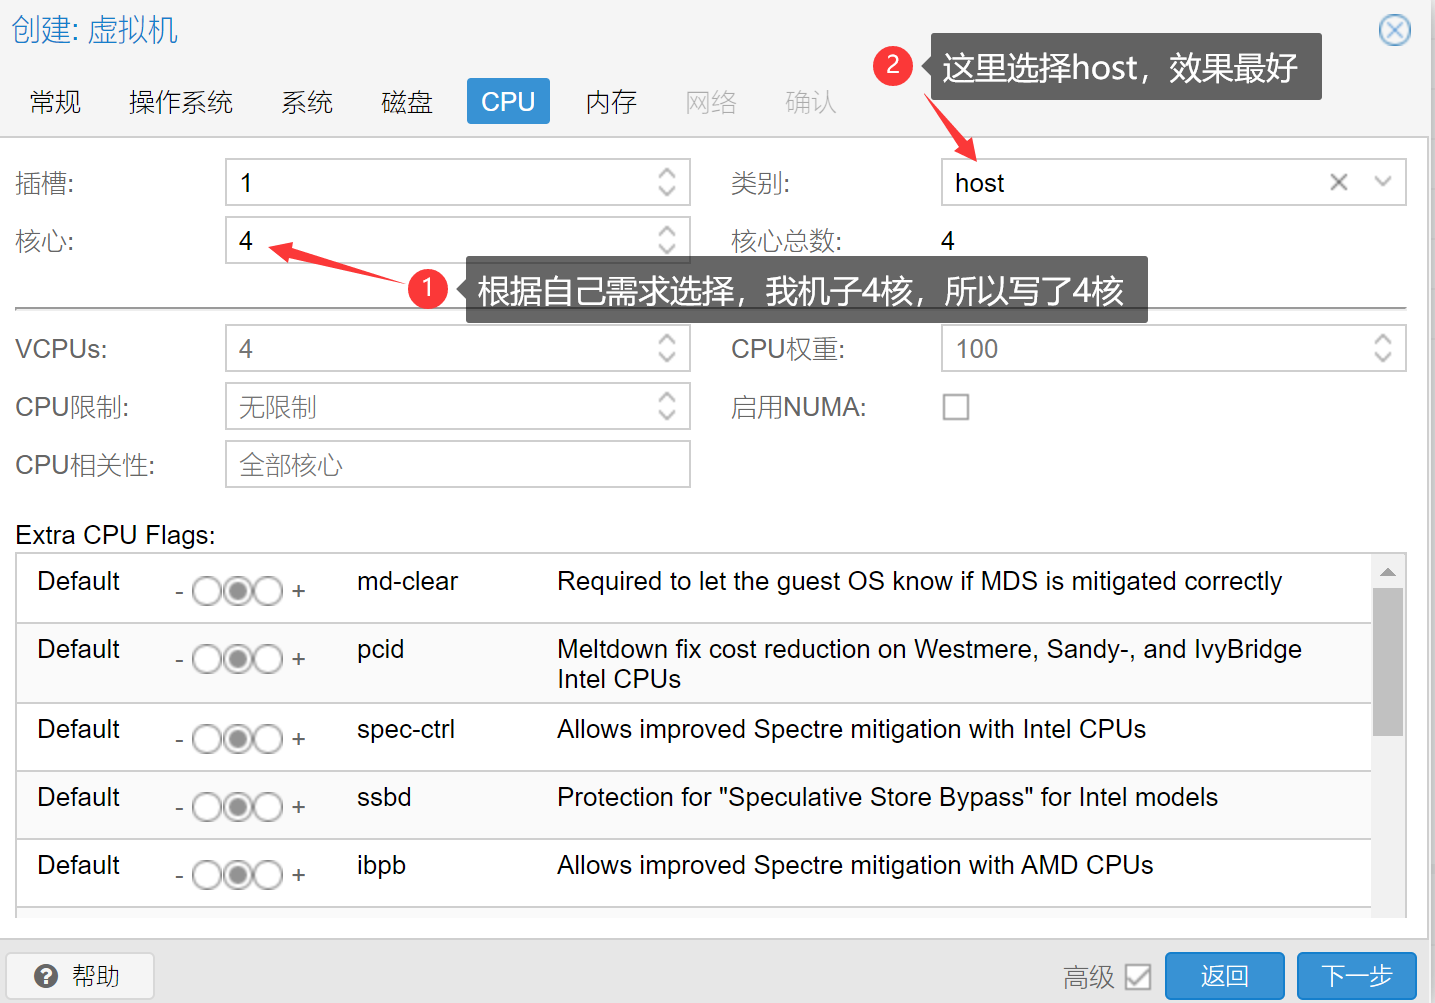 创建: 虚拟机
2 这里选择host，效果最好
常规 操作系统 系统 磁盘 CPU 内存 网络 确认
插槽: 1 类别: host
核心: 4 核心总数: 4
1 根据自己需求选择，我机子4核，所以写了4核
VCPUs: 4 CPU权重: 100
CPU限制: 无限制 启用NUMA:
CPU相关性: 全部核心
Extra CPU Flags:
Default - + md-clear Required to let the guest OS know if MDS is mitigated correctly
Default - + pcid Meltdown fix cost reduction on Westmere, Sandy-, and IvyBridge
Intel CPUs
Default - + spec-ctrl Allows improved Spectre mitigation with Intel CPUs
Default - + ssbd Protection for "Speculative Store Bypass" for Intel models
Default - + ibpb Allows improved Spectre mitigation with AMD CPUs
? 帮助 高级 返回 下一步